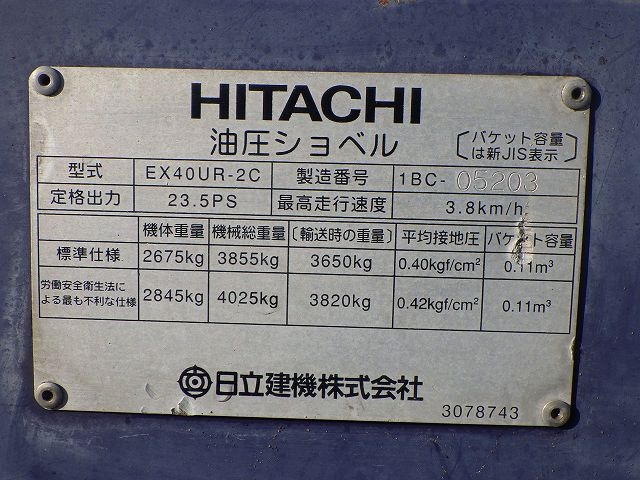 HITACHI
油圧ショベル
〔バケット容量は新JIS表示〕
型式 EX40UR-2C 製造番号 1BC-05203
定格出力 23.5PS 最高走行速度 3.8km/h
機体重量 機械総重量 〔輸送時の重量〕 平均接地圧 バケット容量
標準仕様 2675kg 3855kg 3650kg 0.40kgf/cm² 0.11m³
労働安全衛生法による最も不利な仕様 2845kg 4025kg 3820kg 0.42kgf/cm² 0.11m³
日立建機株式会社
3078743